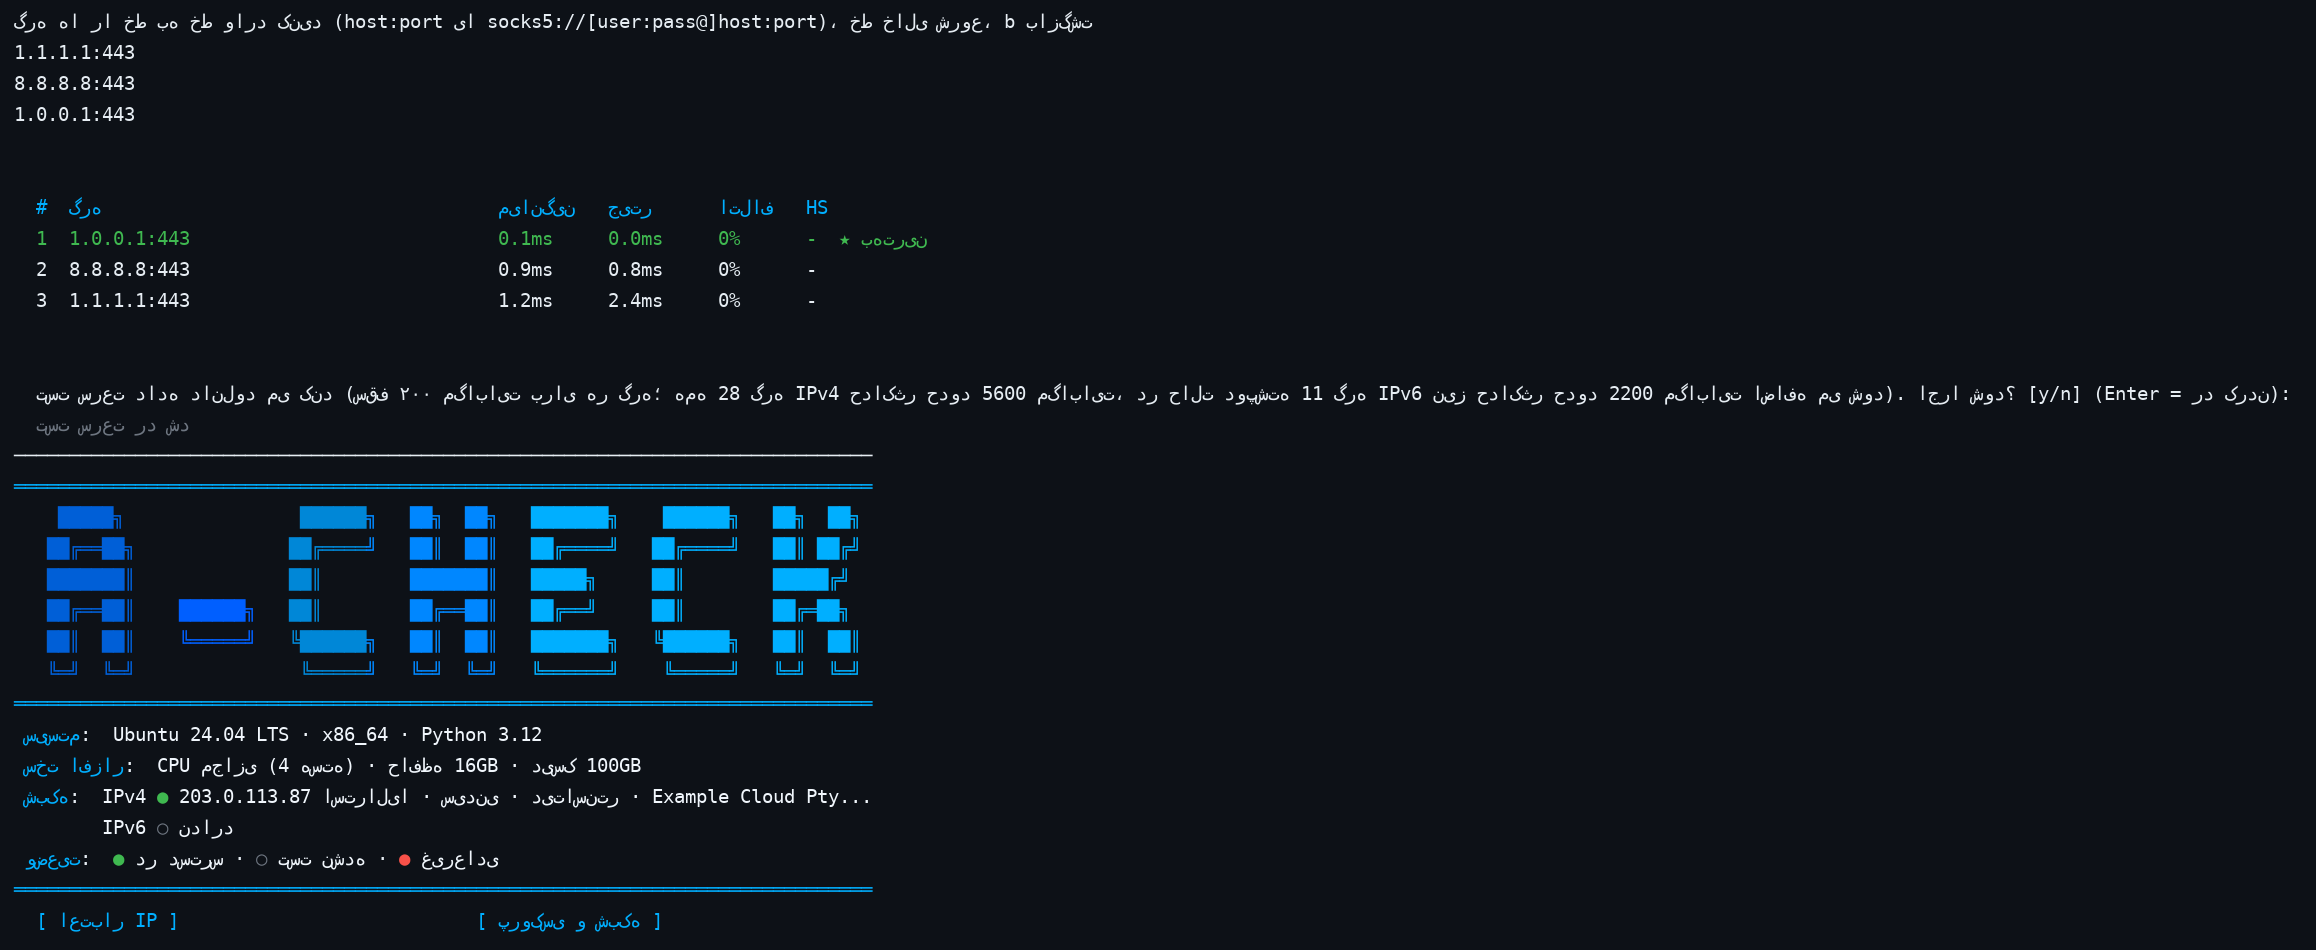 گره ها را خط به خط وارد کنید (host:port یا socks5://[user:pass@]host:port)، خط خالی شروع، b بازگشت
1.1.1.1:443
8.8.8.8:443
1.0.0.1:443
# گره میانگین جیتر اتلاف HS
1 1.0.0.1:443 0.1ms 0.0ms 0% - ★ بهترین
2 8.8.8.8:443 0.9ms 0.8ms 0% -
3 1.1.1.1:443 1.2ms 2.4ms 0% -
تست سرعت داده دانلود می کند (سقف ۲۰۰ مگابایت برای هر گره؛ همه 28 گره IPv4 حداکثر حدود 5600 مگابایت، در حالت دوپشته 11 گره IPv6 نیز حداکثر حدود 2200 مگابایت اضافه می شود). اجرا شود؟ [y/n] (Enter = رد کردن):
تست سرعت رد شد
A-CHECK
سیستم: Ubuntu 24.04 LTS · x86_64 · Python 3.12
سخت افزار: CPU مجازی (4 هسته) · حافظه 16GB · دیسک 100GB
شبکه: IPv4 ● 203.0.113.87 استرالیا · سیدنی · دیتاسنتر · Example Cloud Pty...
IPv6 ○ ندارد
وضعیت: ● در دسترس · ○ تست نشده · ● غیرعادی
[ اعتبار IP ] [ پروکسی و شبکه ]